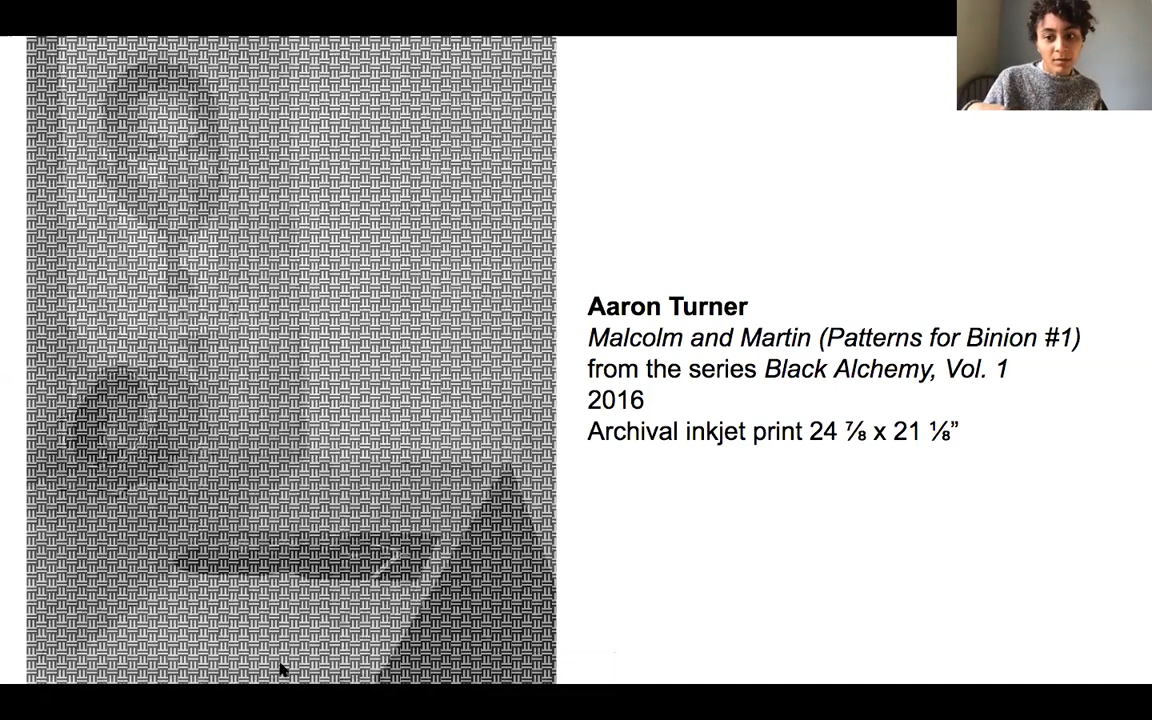 Aaron Turner
Malcolm and Martin (Patterns for Binion #1)
from the series Black Alchemy, Vol. 1
2016
Archival inkjet print 24 ⅞ x 21 ⅛”